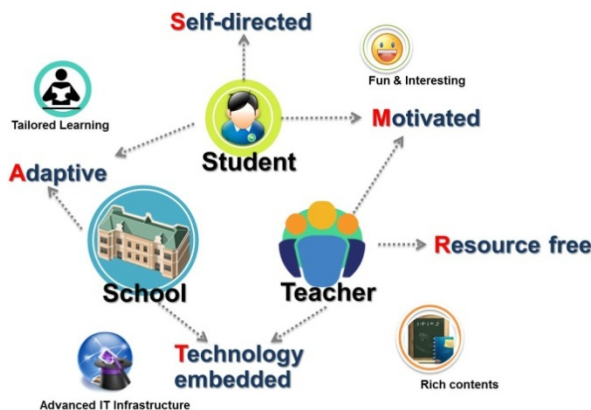 Self-directed
Fun & Interesting
Tailored Learning
Motivated
Student
Adaptive
Resource free
School
Teacher
Technology
embedded
Rich contents
Advanced IT Infrastructure